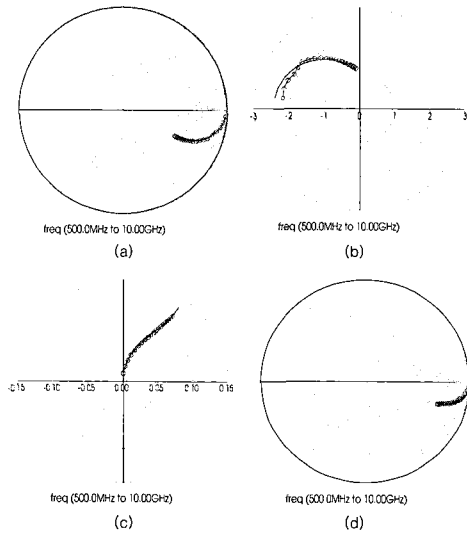 -3 -2 -1 0 1 2 3
freq (500.0MHz to 10.00GHz)
(a)
freq (500.0MHz to 10.00GHz)
(b)
-0.15 -0.10 -0.05 0.00 0.05 0.10 0.15
freq (500.0MHz to 10.00GHz)
(c)
freq (500.0MHz to 10.00GHz)
(d)